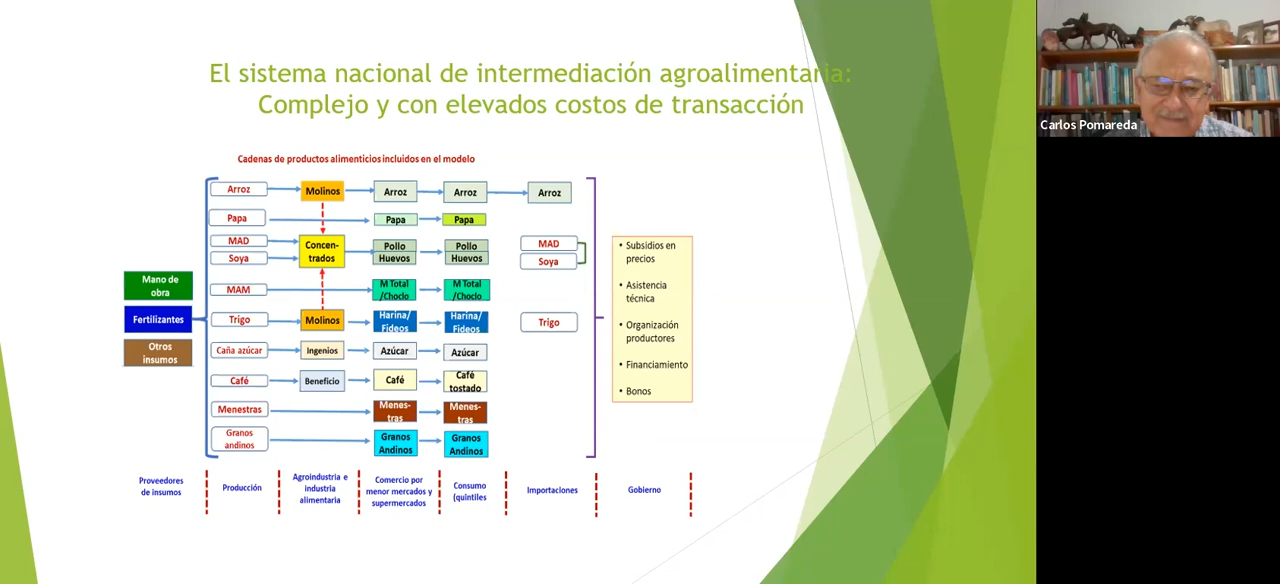 El sistema nacional de intermediación agroalimentaria:
Complejo y con elevados costos de transacción
Cadenas de productos alimenticios incluidos en el modelo
Arroz
Molinos
Arroz
Arroz
Arroz
Papa
Papa
Papa
MAD
Soya
Concen-
trados
Pollo
Huevos
Pollo
Huevos
MAD
Soya
MAM
M Total
/Choclo
M Total
/Choclo
Trigo
Molinos
Harina/
Fideos
Harina/
Fideos
Trigo
Caña azúcar
Ingenios
Azúcar
Azúcar
Café
Beneficio
Café
Café
tostado
Menestras
Menes-
tras
Menes-
tras
Granos
andinos
Granos
Andinos
Granos
Andinos
Mano de
obra
Fertilizantes
Otros
insumos
• Subsidios en
precios
• Asistencia
técnica
• Organización
productores
• Financiamiento
• Bonos
Proveedores
de insumos
Producción
Agroindustria e
industria
alimentaria
Comercio por
menor mercados y
supermercados
Consumo
(quintiles
Importaciones
Gobierno
Carlos Pomareda